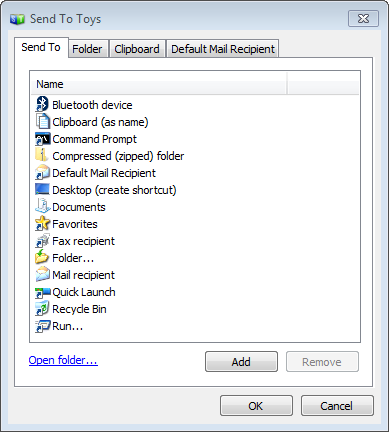 Send To Toys
Send To Folder Clipboard Default Mail Recipient
Name
Bluetooth device
Clipboard (as name)
Command Prompt
Compressed (zipped) folder
Default Mail Recipient
Desktop (create shortcut)
Documents
Favorites
Fax recipient
Folder...
Mail recipient
Quick Launch
Recycle Bin
Run...
Open folder... Add Remove
OK Cancel